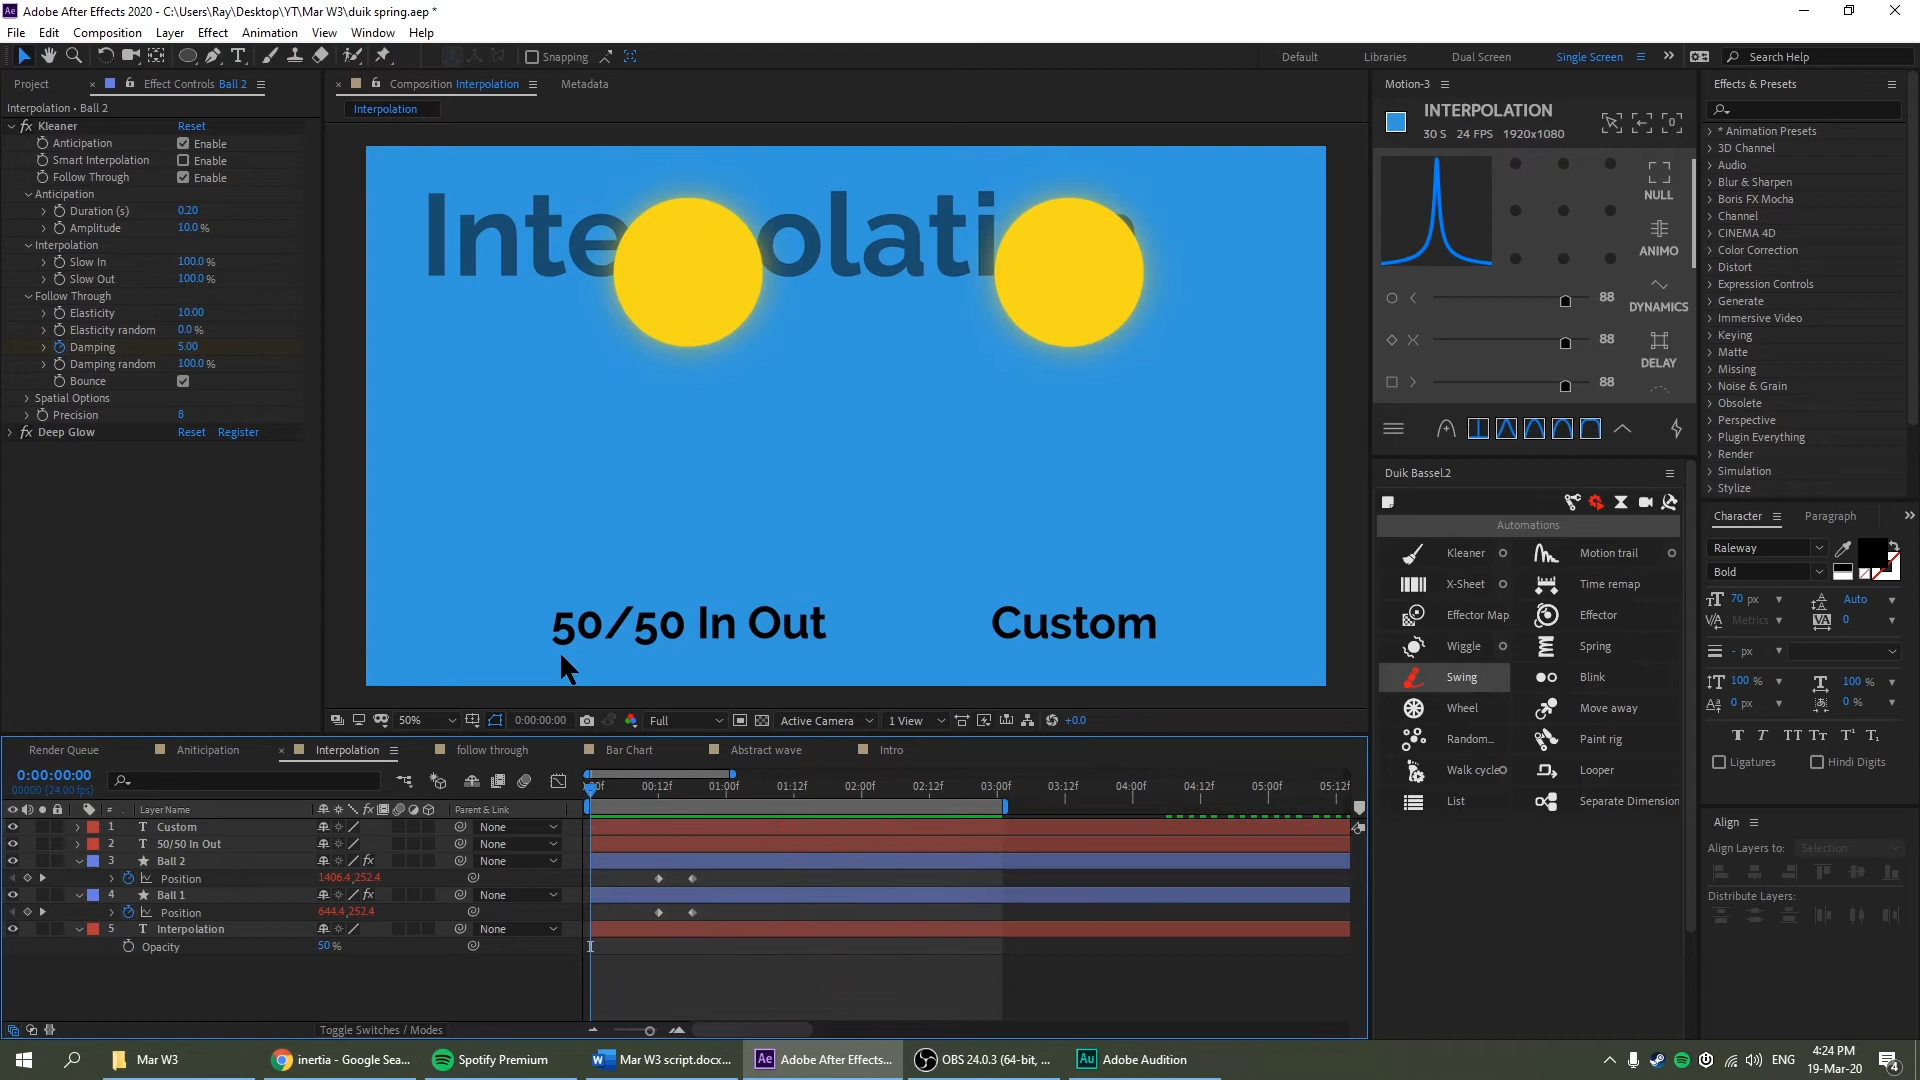 Adobe After Effects 2020 - C:\Users\Ray\Desktop\YT\Mar W3\duik spring.aep *
File Edit Composition Layer Effect Animation View Window Help
Snapping Default Libraries Dual Screen Single Screen Search Help
Project Effect Controls Ball 2
Interpolation • Ball 2
fx Kleaner Reset
Anticipation Enable
Smart Interpolation Enable
Follow Through Enable
Anticipation
Duration (s) 0.20
Amplitude 10.0 %
Interpolation
Slow In 100.0 %
Slow Out 100.0 %
Follow Through
Elasticity 10.00
Elasticity random 0.0 %
Damping 5.00
Damping random 100.0 %
Bounce
Spatial Options
Precision 8
fx Deep Glow Reset Register
Composition Interpolation Metadata
Interpolation
50/50 In Out
Custom
50% 0:00:00:00 Full Active Camera 1 View +0.0
Motion-3
INTERPOLATION
30 S 24 FPS 1920x1080
NULL
ANIMO
88 DYNAMICS
88 DELAY
88
Duik Bassel.2
Automations
Kleaner Motion trail
X-Sheet Time remap
Effector Map Effector
Wiggle Spring
Swing Blink
Wheel Move away
Random... Paint rig
Walk cycle Looper
List Separate Dimension
Effects & Presets
* Animation Presets
3D Channel
Audio
Blur & Sharpen
Boris FX Mocha
Channel
CINEMA 4D
Color Correction
Distort
Expression Controls
Generate
Immersive Video
Keying
Matte
Missing
Noise & Grain
Obsolete
Perspective
Plugin Everything
Render
Simulation
Stylize
Character Paragraph
Raleway
Bold
70 px Auto
Metrics 0
- px
100 % 100 %
0 px 0 %
T T TT Tt T¹ T₁
Ligatures Hindi Digits
Align
Align Layers to: Selection
Distribute Layers:
Render Queue Aniticipation Interpolation follow through Bar Chart Abstract wave Intro
0:00:00:00
00000 (24.00 fps)
:00f 00:12f 01:00f 01:12f 02:00f 02:12f 03:00f 03:12f 04:00f 04:12f 05:00f 05:12f
# Layer Name Parent & Link
1 T Custom None
2 T 50/50 In Out None
3 Ball 2 fx None
Position 1406.4,252.4
4 Ball 1 fx None
Position 644.4,252.4
5 T Interpolation None
Opacity 50 %
Toggle Switches / Modes
Mar W3 inertia - Google Sea... Spotify Premium Mar W3 script.docx... Adobe After Effects... OBS 24.0.3 (64-bit, ... Adobe Audition ENG 4:24 PM
19-Mar-20 4